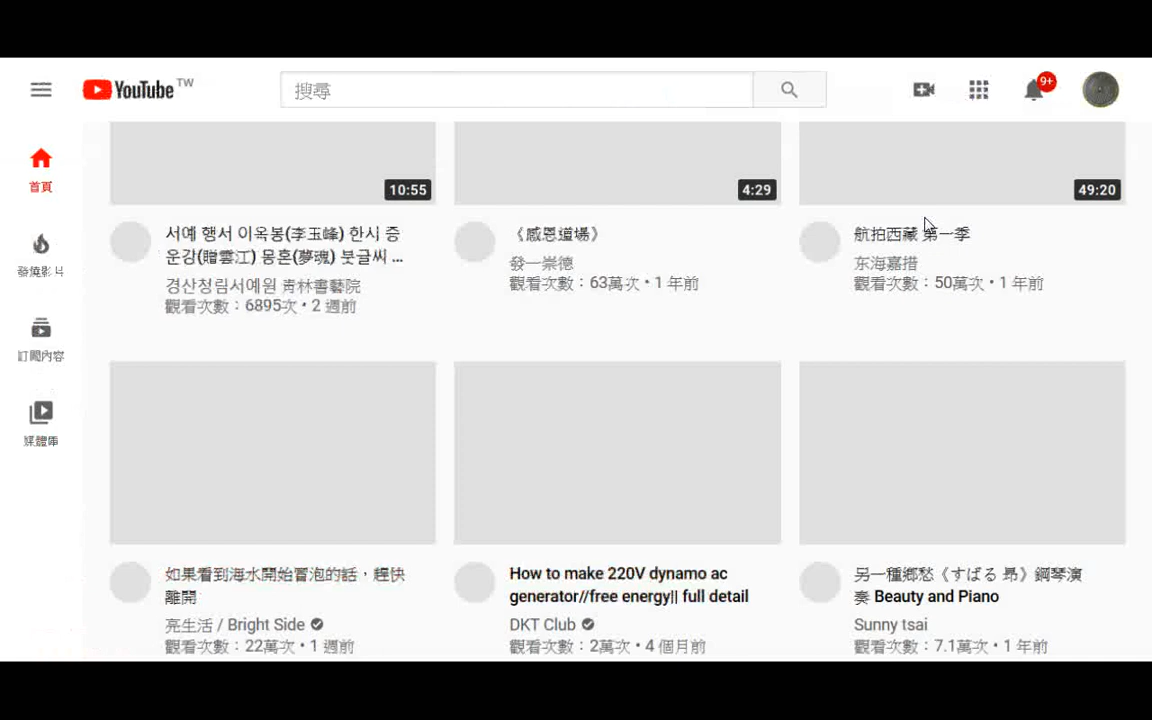 YouTube TW
搜尋
9+
首頁
發燒影片
訂閱內容
媒體庫
10:55
4:29
49:20
서예 행서 이옥봉(李玉峰) 한시 증
운강(贈雲江) 몽혼(夢魂) 붓글씨 ...
경산청림서예원 靑林書藝院
觀看次數：6895次 • 2 週前
《感恩道場》
發一崇德
觀看次數：63萬次 • 1 年前
航拍西藏 第一季
东海嘉措
觀看次數：50萬次 • 1 年前
如果看到海水開始冒泡的話，趕快
離開
亮生活 / Bright Side
觀看次數：22萬次 • 1 週前
How to make 220V dynamo ac
generator//free energy|| full detail
DKT Club
觀看次數：2萬次 • 4 個月前
另一種鄉愁《すばる 昴》鋼琴演
奏 Beauty and Piano
Sunny tsai
觀看次數：7.1萬次 • 1 年前